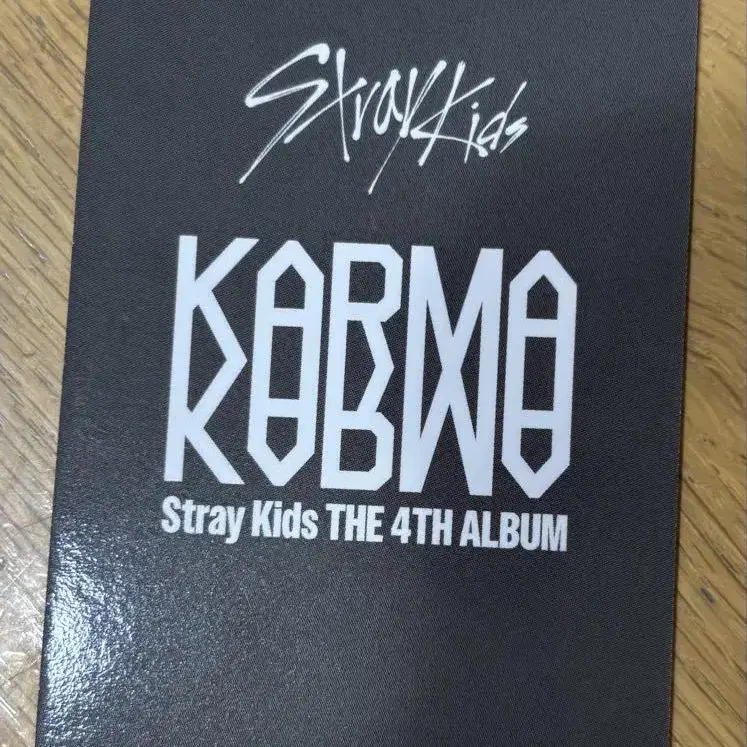 Stray Kids
KARMA
Stray Kids THE 4TH ALBUM